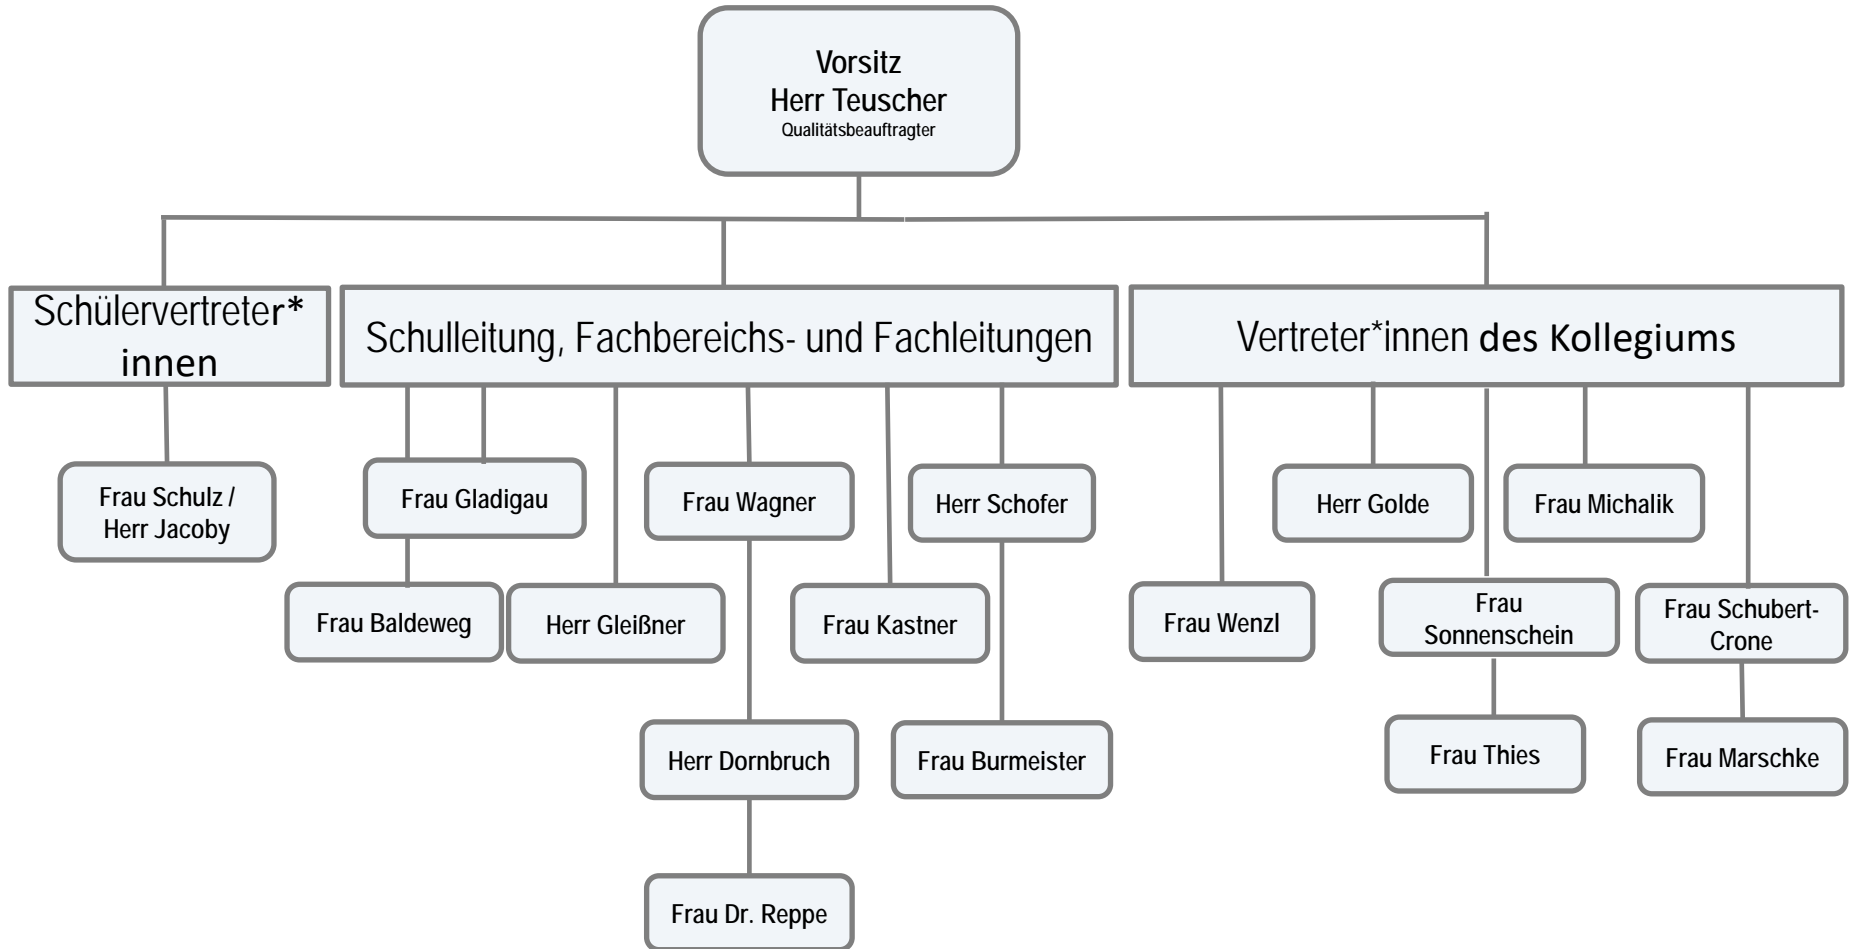 Vorsitz
Herr Teuscher
Qualitätsbeauftragter
Schülervertreter*
innen
Schulleitung, Fachbereichs- und Fachleitungen
Vertreter*innen des Kollegiums
Frau Schulz /
Herr Jacoby
Frau Gladigau
Frau Wagner
Herr Schofer
Herr Golde
Frau Michalik
Frau Baldeweg
Herr Gleißner
Frau Kastner
Frau Wenzl
Frau
Sonnenschein
Frau Schubert-
Crone
Herr Dornbruch
Frau Burmeister
Frau Thies
Frau Marschke
Frau Dr. Reppe